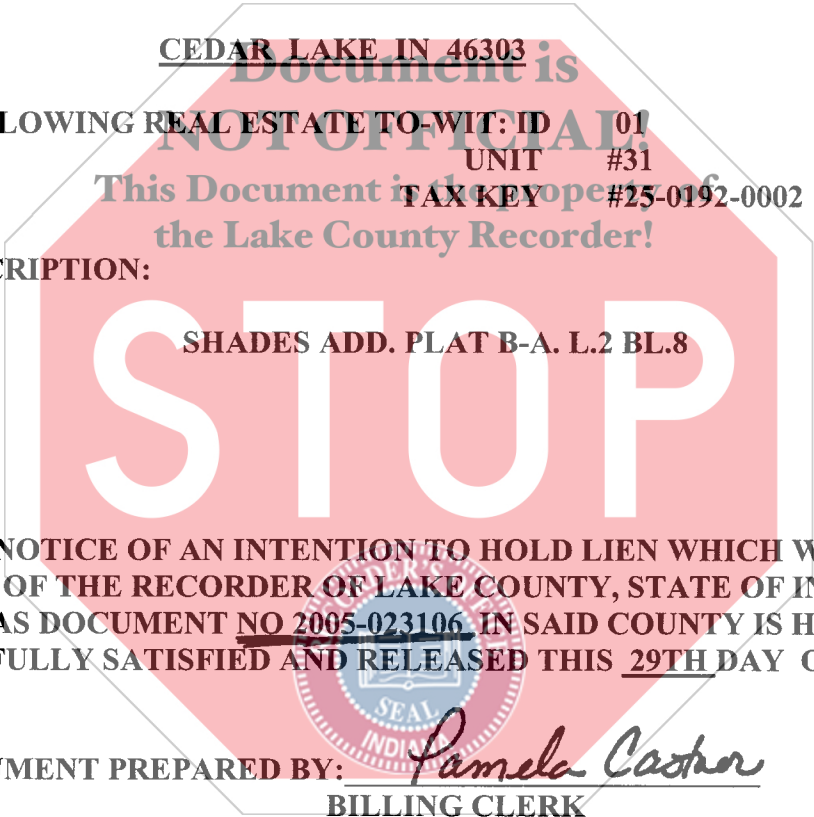 CEDAR LAKE IN 46303
Document is
LOWING REAL ESTATE TO-WIT: ID 01
NOT OFFICIAL!
UNIT #31
This Document is the property of
TAX KEY #25-0192-0002
the Lake County Recorder!
CRIPTION:
STOP
SHADES ADD. PLAT B-A. L.2 BL.8
NOTICE OF AN INTENTION TO HOLD LIEN WHICH W
OF THE RECORDER OF LAKE COUNTY, STATE OF IN
AS DOCUMENT NO 2005-023106 IN SAID COUNTY IS H
FULLY SATISFIED AND RELEASED THIS 29TH DAY O
SEAL
INDIANA
MENT PREPARED BY: Pamela Castner
BILLING CLERK